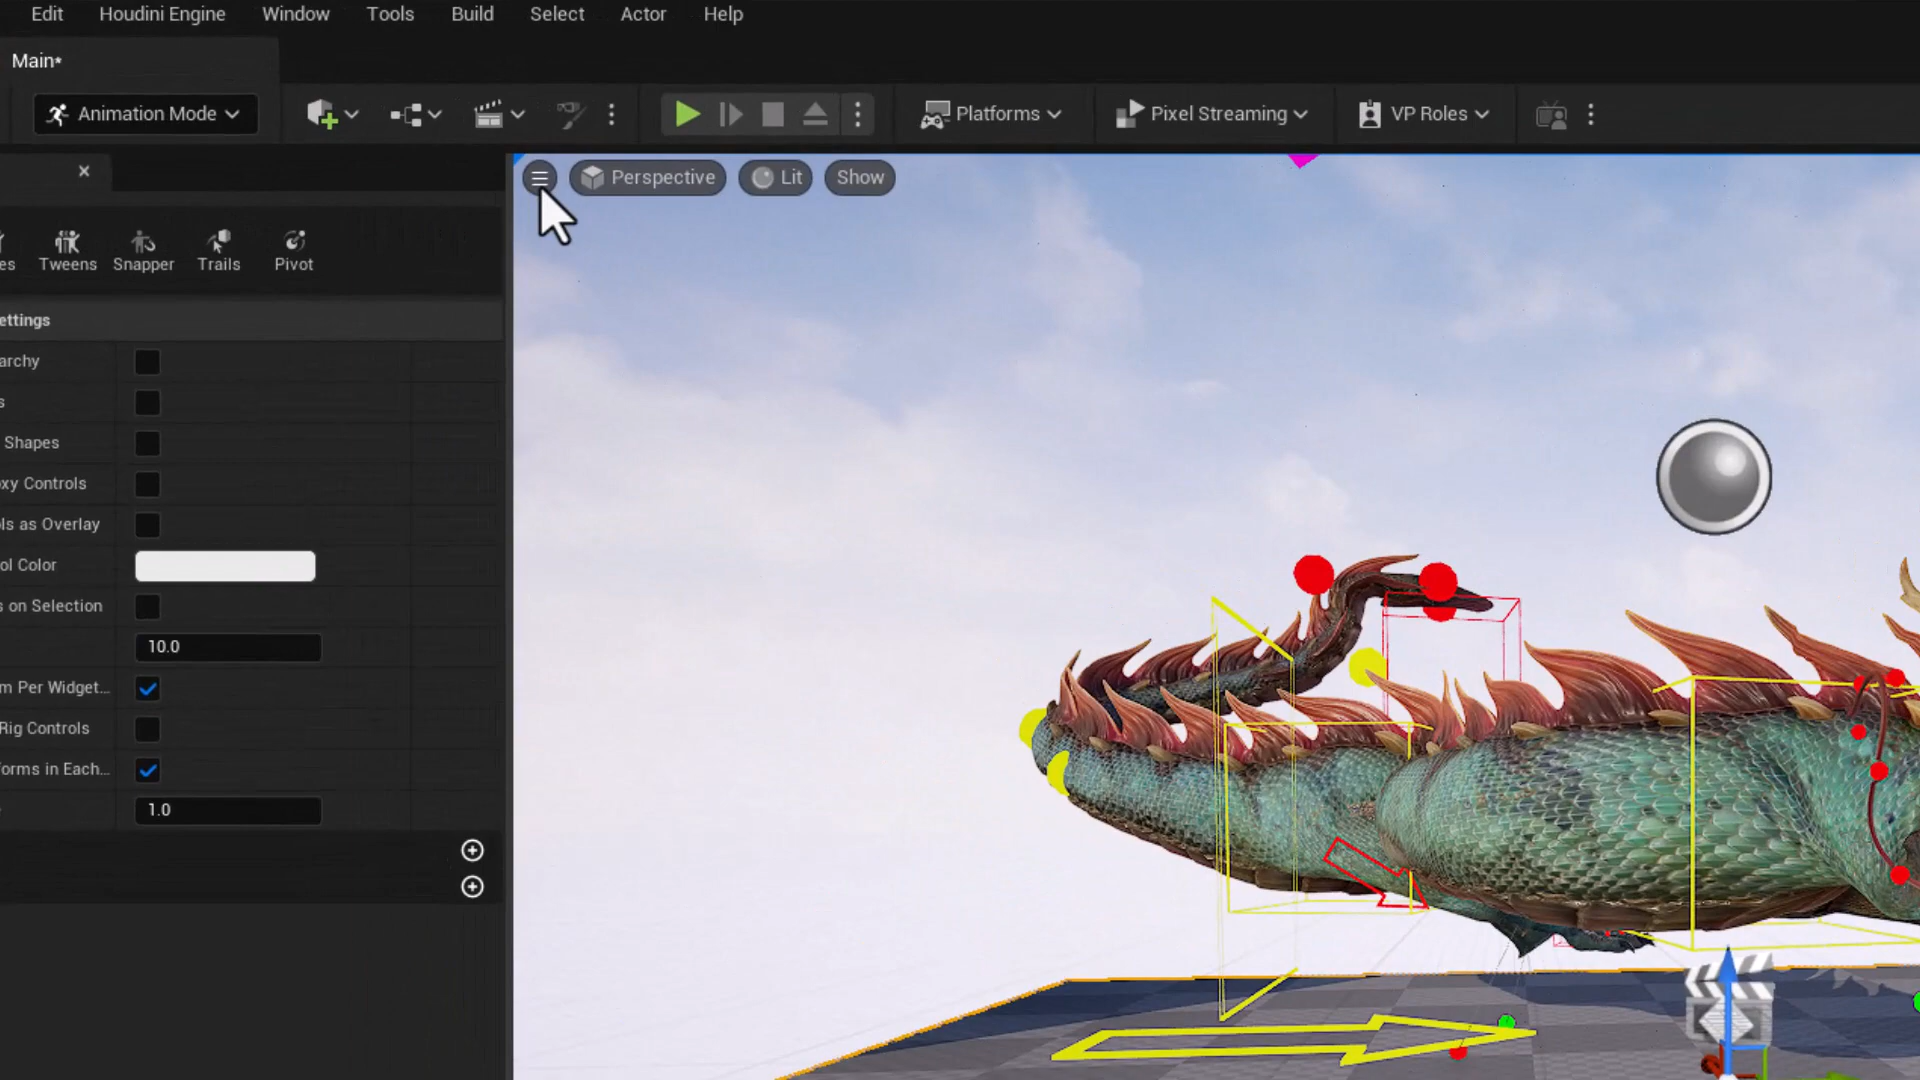 Edit Houdini Engine Window Tools Build Select Actor Help
Main*
Animation Mode Platforms Pixel Streaming VP Roles
Perspective Lit Show
es Tweens Snapper Trails Pivot
ettings
archy
s
Shapes
xy Controls
ls as Overlay
ol Color
s on Selection
10.0
m Per Widget...
Rig Controls
orms in Each...
1.0